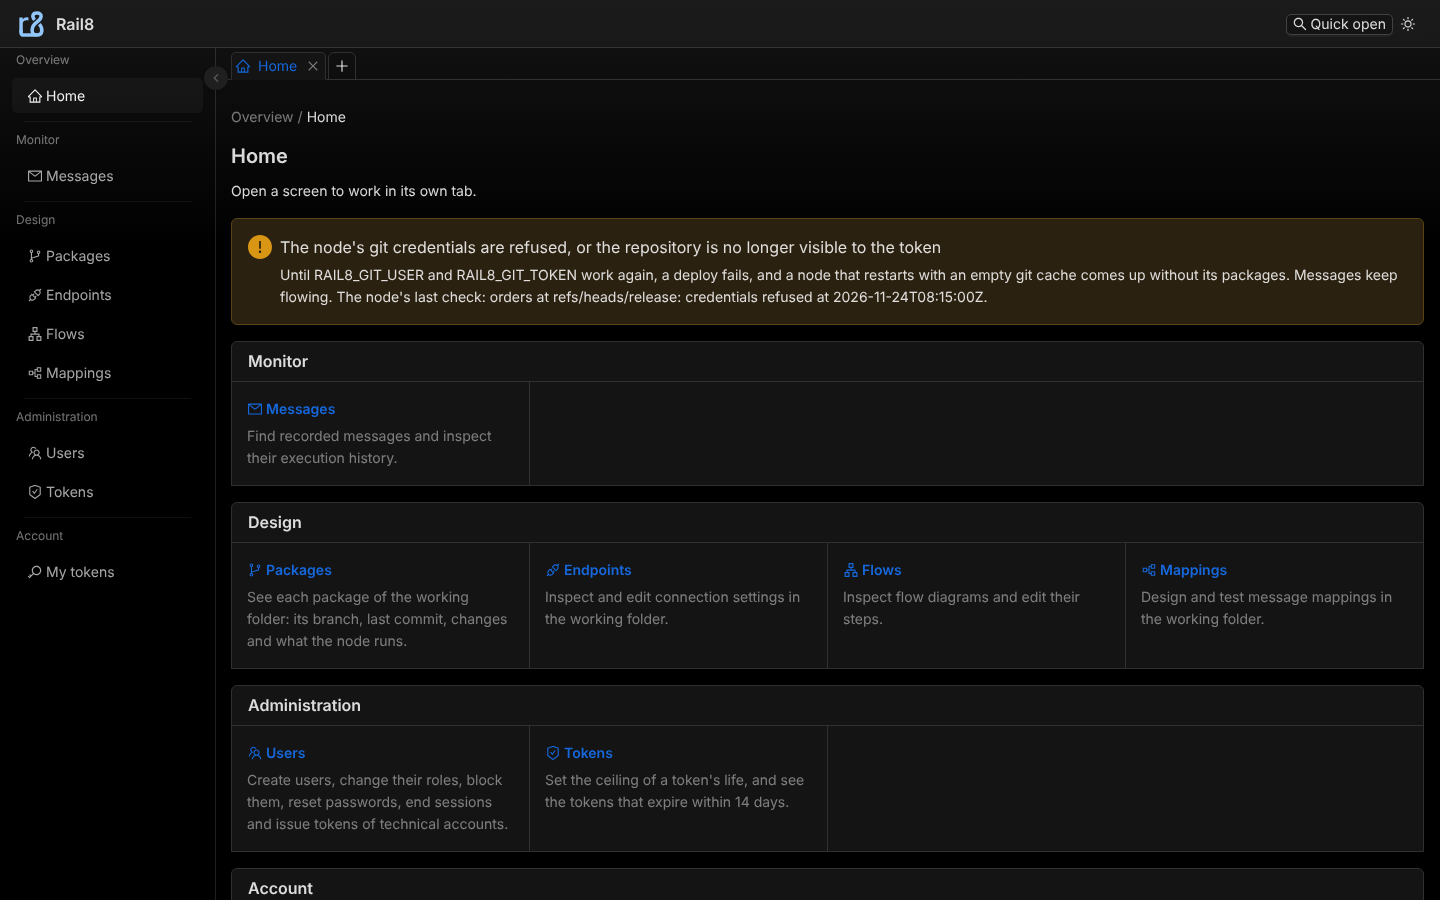 Rail8
Quick open
Overview
Home
Monitor
Messages
Design
Packages
Endpoints
Flows
Mappings
Administration
Users
Tokens
Account
My tokens
Home
Overview / Home
Home
Open a screen to work in its own tab.
The node's git credentials are refused, or the repository is no longer visible to the token
Until RAIL8_GIT_USER and RAIL8_GIT_TOKEN work again, a deploy fails, and a node that restarts with an empty git cache comes up without its packages. Messages keep
flowing. The node's last check: orders at refs/heads/release: credentials refused at 2026-11-24T08:15:00Z.
Monitor
Messages
Find recorded messages and inspect
their execution history.
Design
Packages
See each package of the working
folder: its branch, last commit, changes
and what the node runs.
Endpoints
Inspect and edit connection settings in
the working folder.
Flows
Inspect flow diagrams and edit their
steps.
Mappings
Design and test message mappings in
the working folder.
Administration
Users
Create users, change their roles, block
them, reset passwords, end sessions
and issue tokens of technical accounts.
Tokens
Set the ceiling of a token's life, and see
the tokens that expire within 14 days.
Account